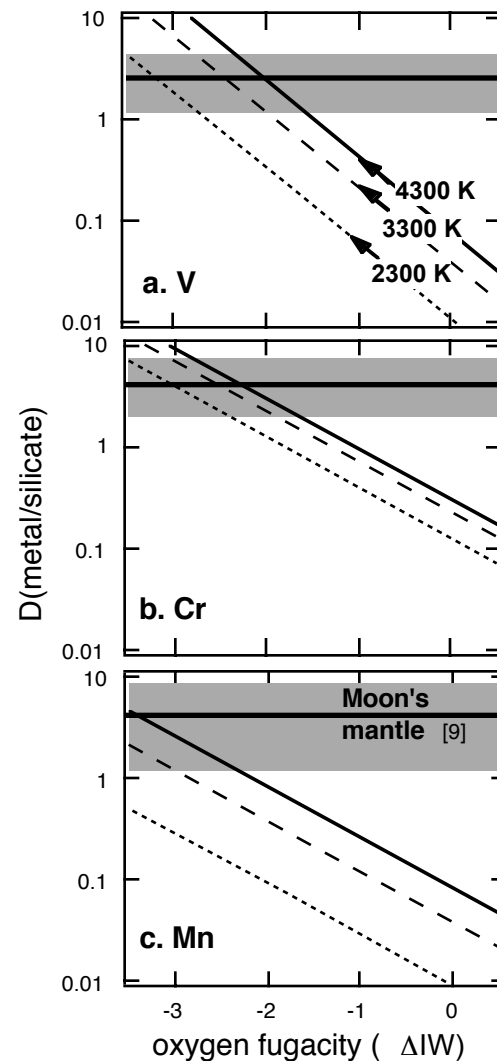 10
1
0.1
0.01
4300 K
3300 K
2300 K
a. V
10
1
0.1
0.01
b. Cr
10
1
0.1
0.01
Moon's
mantle [9]
c. Mn
D(metal/silicate)
-3 -2 -1 0
oxygen fugacity ( ΔIW)